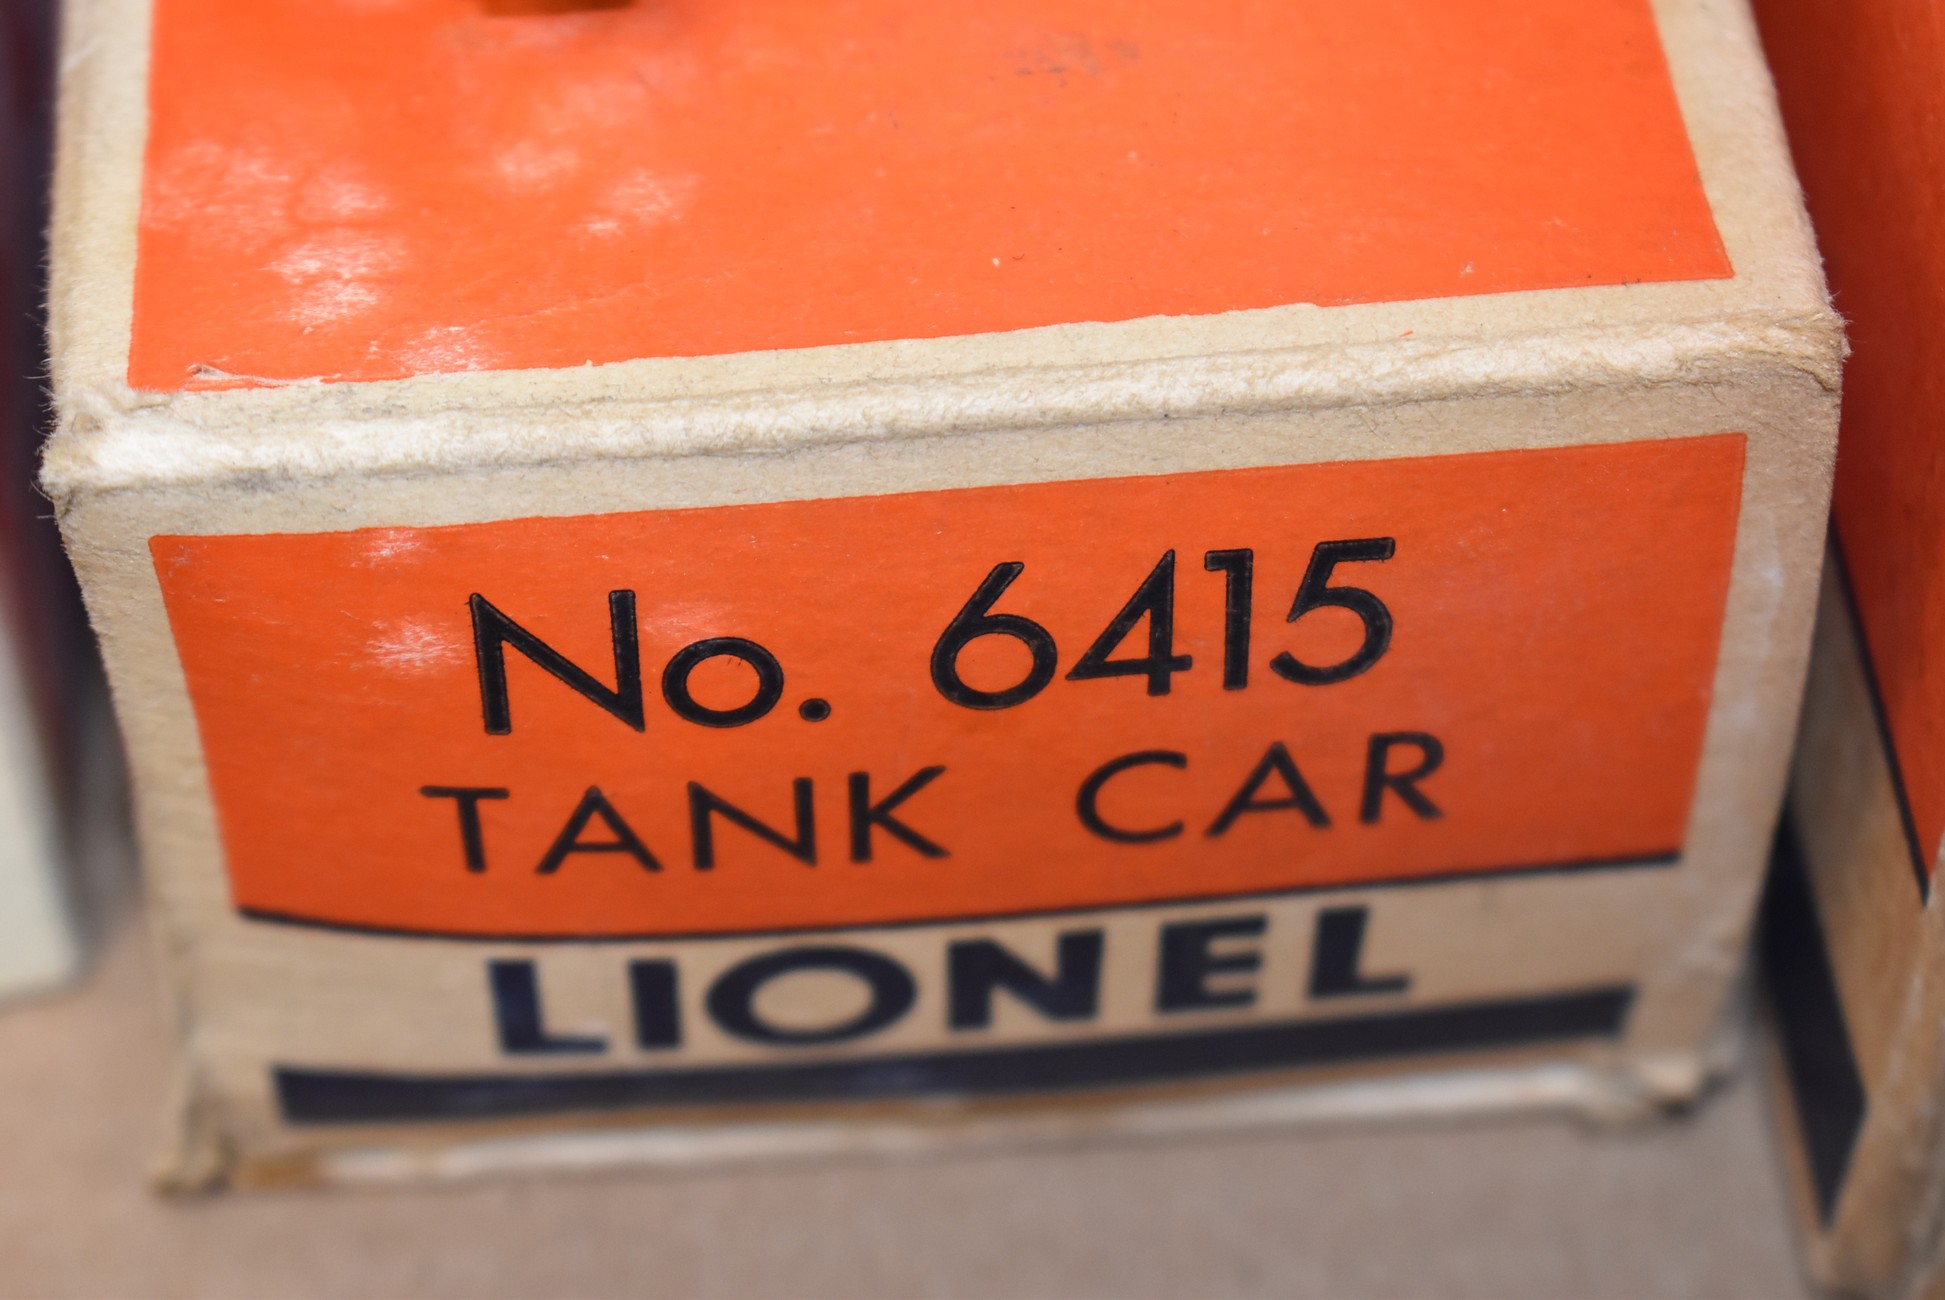 No. 6415
TANK CAR
LIONEL